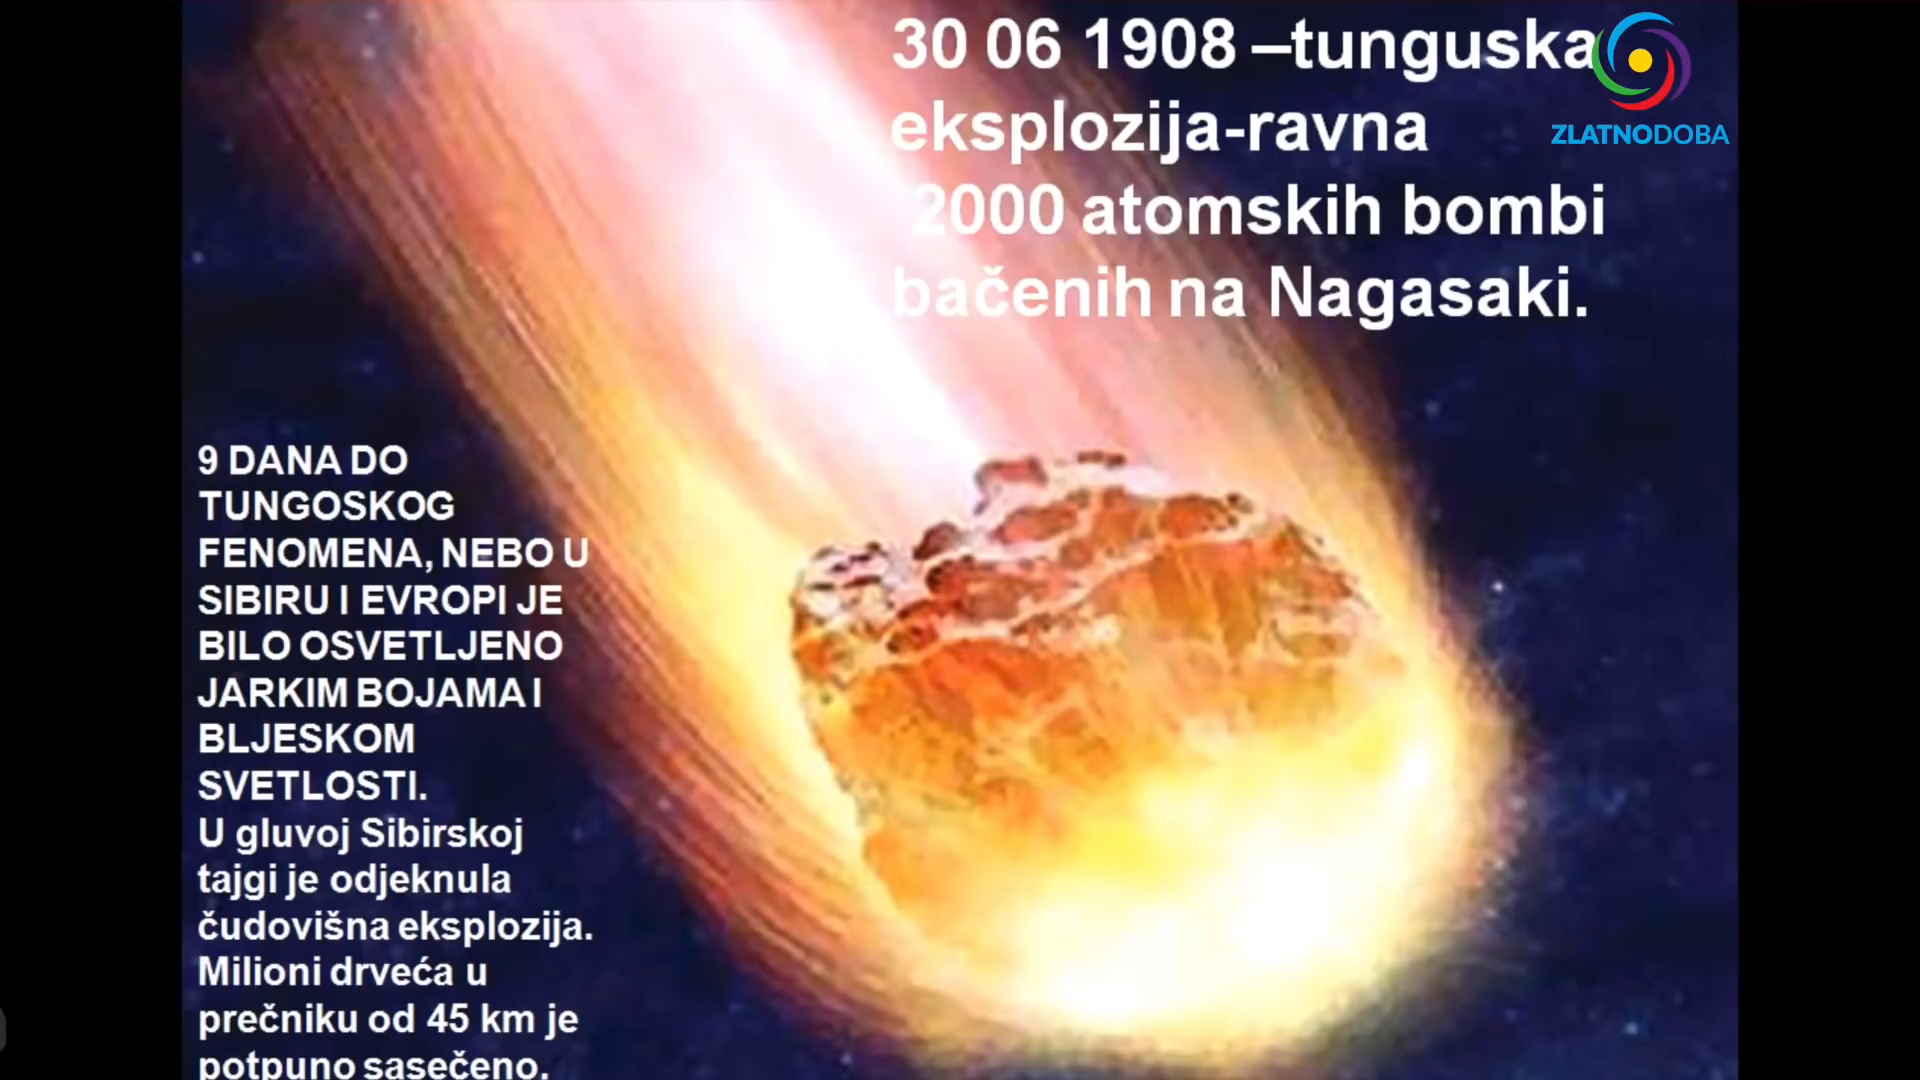 30 06 1908 –tunguska
eksplozija-ravna
2000 atomskih bombi
bačenih na Nagasaki.
ZLATNODOBA
9 DANA DO
TUNGOSKOG
FENOMENA, NEBO U
SIBIRU I EVROPI JE
BILO OSVETLJENO
JARKIM BOJAMA I
BLJESKOM
SVETLOSTI.
U gluvoj Sibirskoj
tajgi je odjeknula
čudovišna eksplozija.
Milioni drveća u
prečniku od 45 km je
potpuno sasečeno.